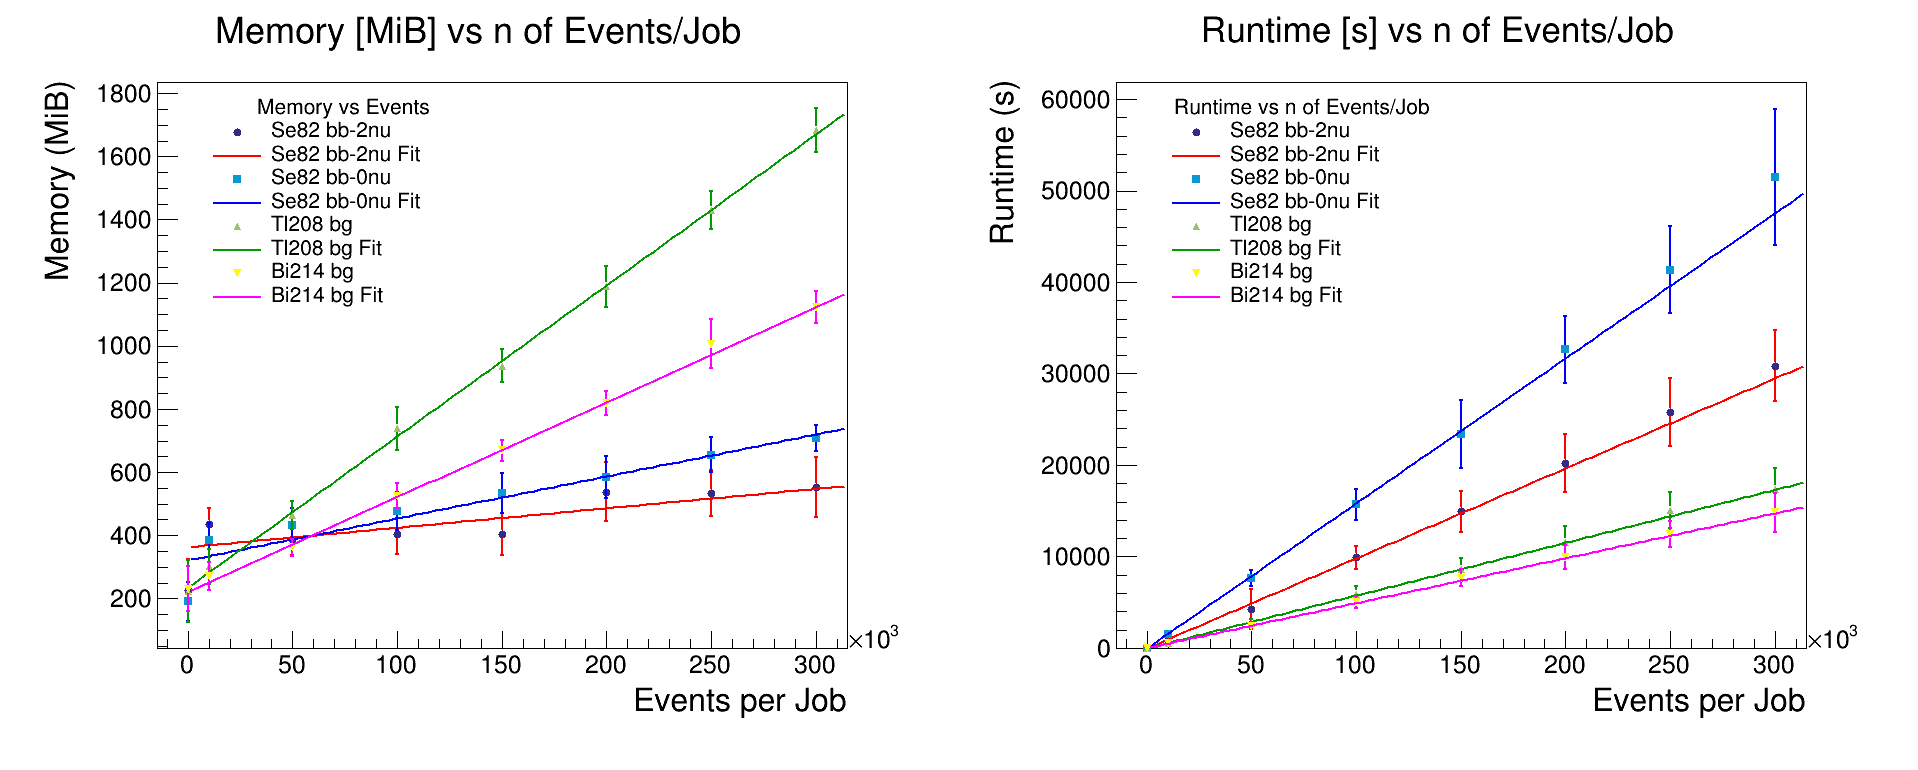 Memory [MiB] vs n of Events/Job
Memory (MiB)
1800
1600
1400
1200
1000
800
600
400
200
Memory vs Events
Se82 bb-2nu
Se82 bb-2nu Fit
Se82 bb-0nu
Se82 bb-0nu Fit
Tl208 bg
Tl208 bg Fit
Bi214 bg
Bi214 bg Fit
0 50 100 150 200 250 300
×10³
Events per Job
Runtime [s] vs n of Events/Job
Runtime (s)
60000
50000
40000
30000
20000
10000
0
Runtime vs n of Events/Job
Se82 bb-2nu
Se82 bb-2nu Fit
Se82 bb-0nu
Se82 bb-0nu Fit
Tl208 bg
Tl208 bg Fit
Bi214 bg
Bi214 bg Fit
0 50 100 150 200 250 300
×10³
Events per Job